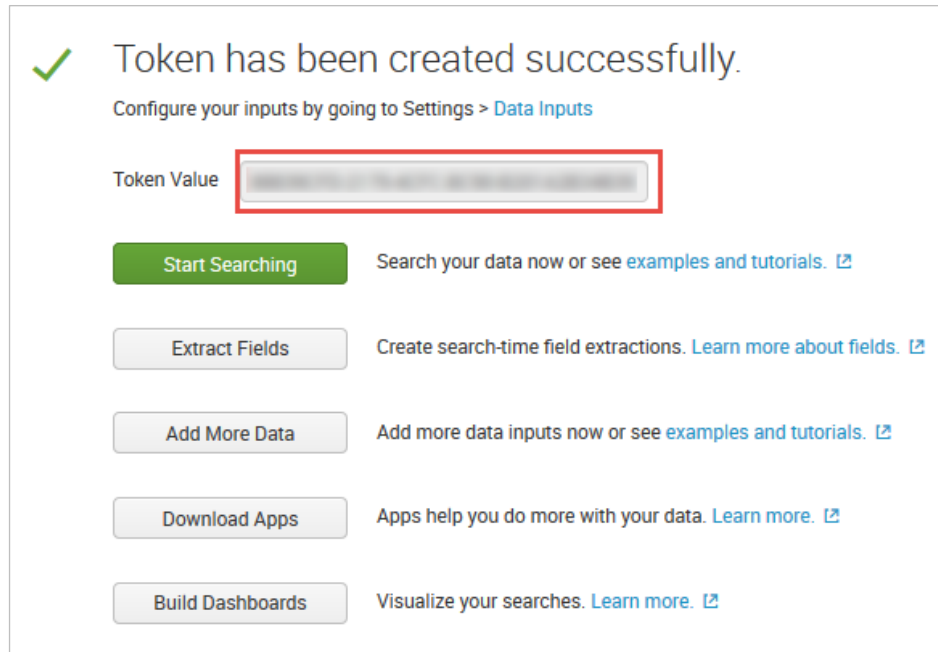 Token has been created successfully.
Configure your inputs by going to Settings > Data Inputs
Token Value
Start Searching Search your data now or see examples and tutorials.
Extract Fields Create search-time field extractions. Learn more about fields.
Add More Data Add more data inputs now or see examples and tutorials.
Download Apps Apps help you do more with your data. Learn more.
Build Dashboards Visualize your searches. Learn more.